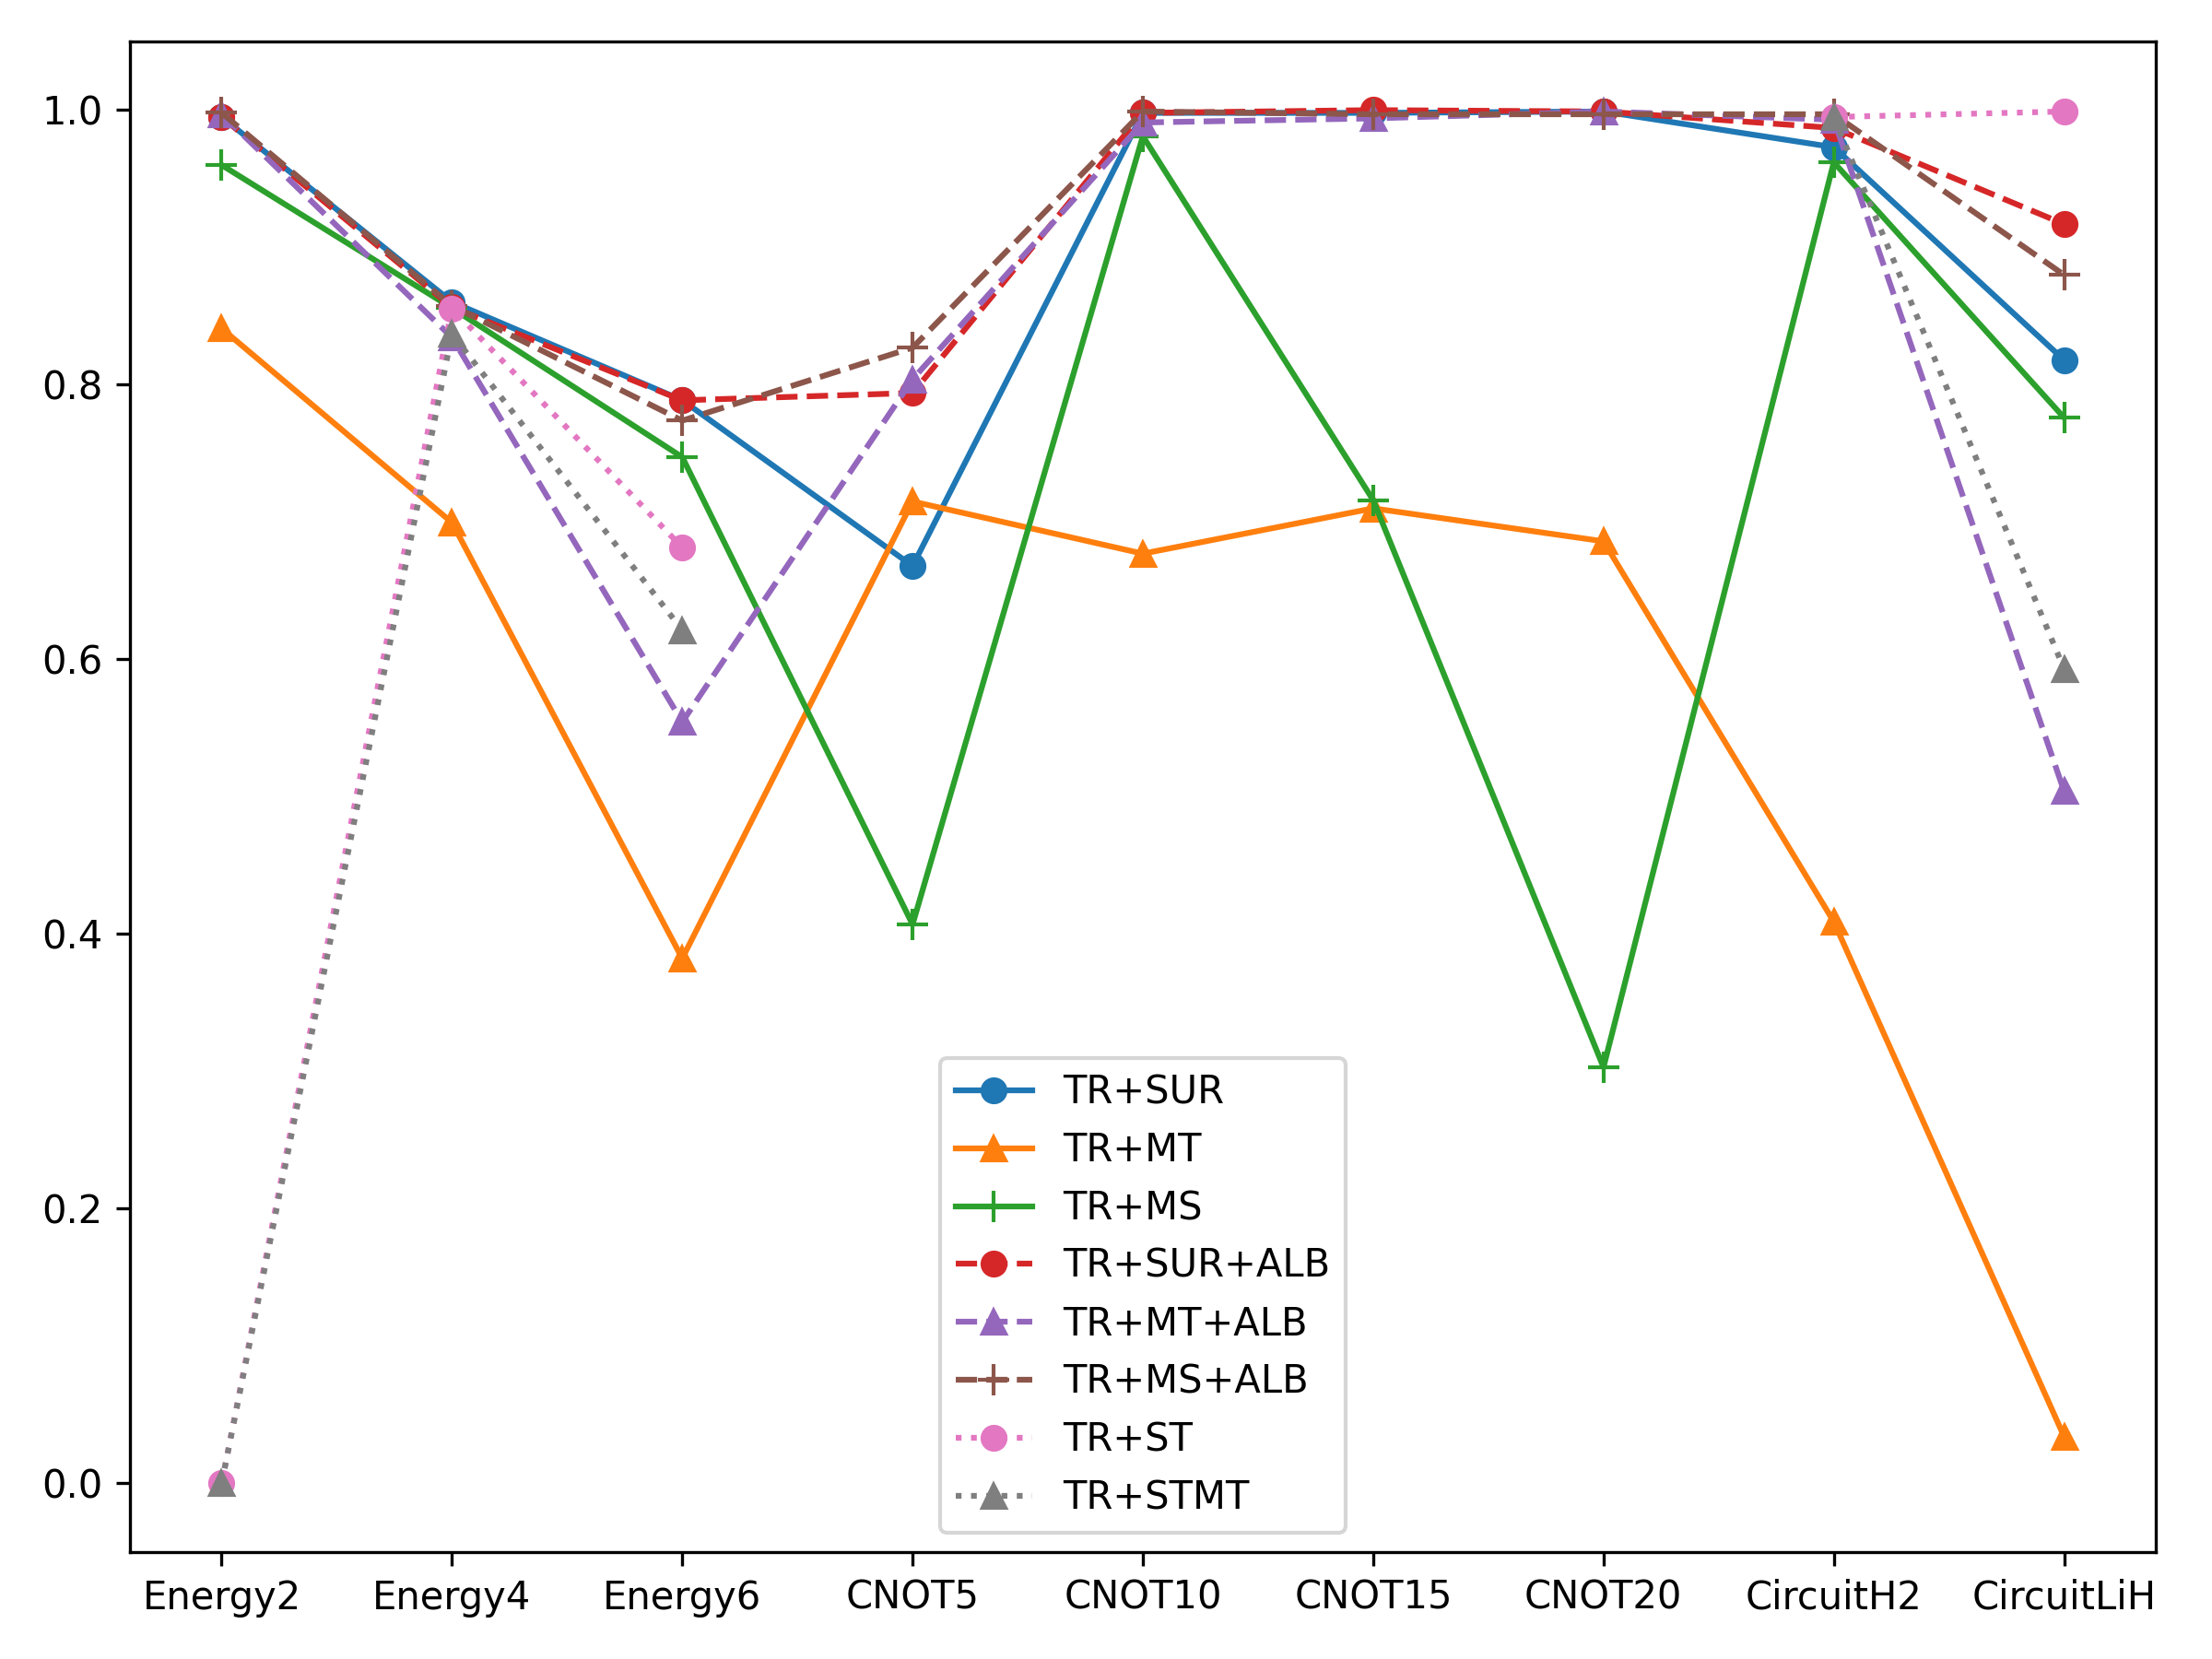 1.0
0.8
0.6
0.4
0.2
0.0
TR+SUR
TR+MT
TR+MS
TR+SUR+ALB
TR+MT+ALB
TR+MS+ALB
TR+ST
TR+STMT
Energy2 Energy4 Energy6 CNOT5 CNOT10 CNOT15 CNOT20 CircuitH2 CircuitLiH